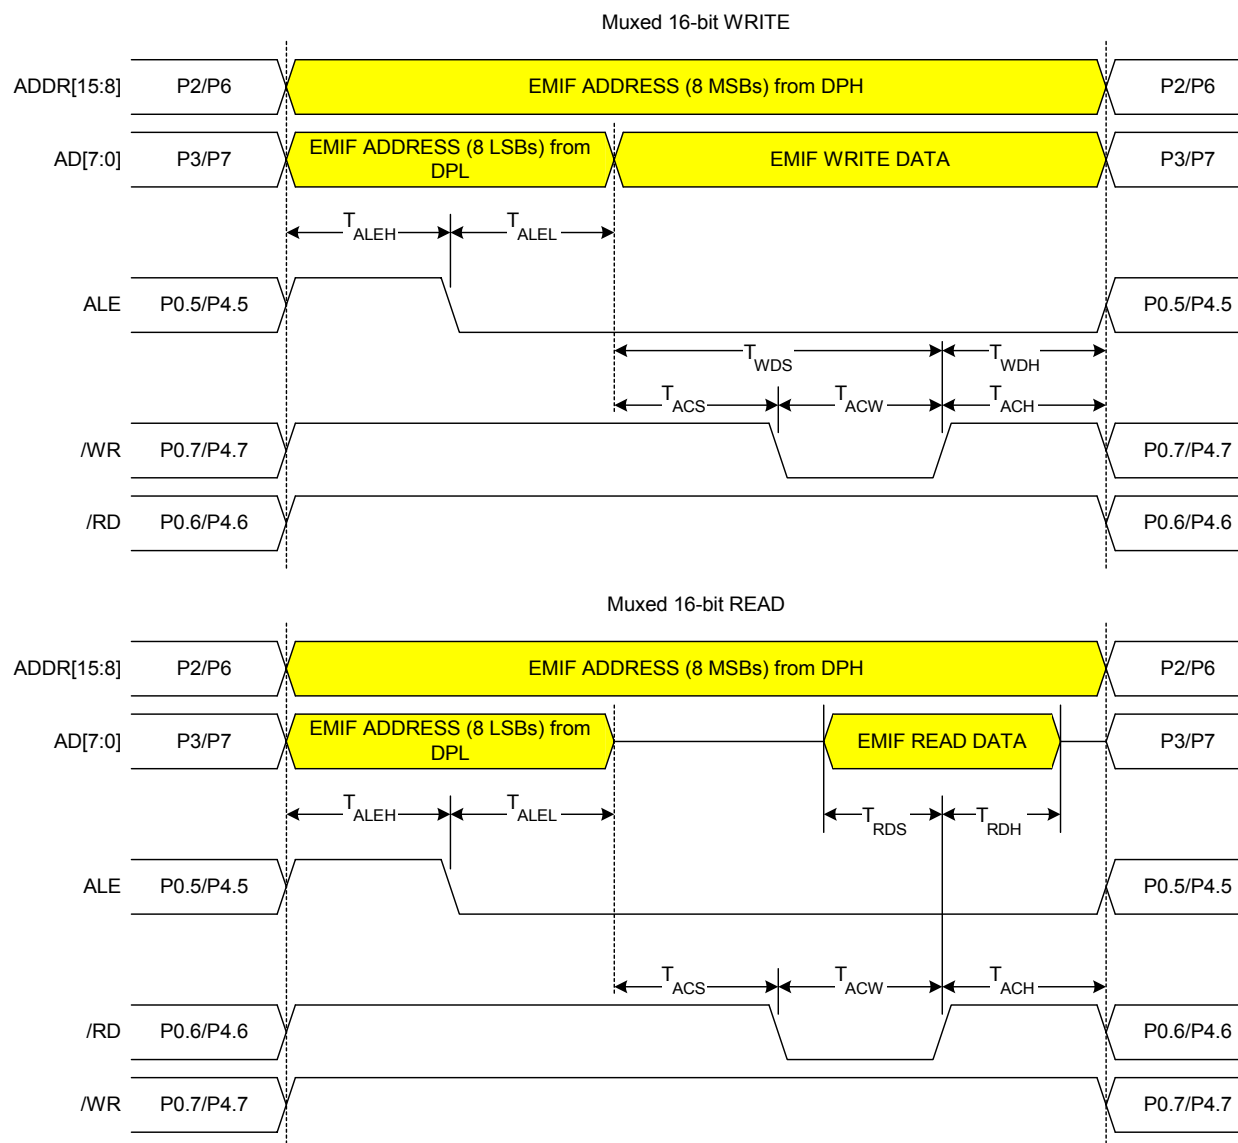 Muxed 16-bit WRITE
ADDR[15:8] P2/P6 EMIF ADDRESS (8 MSBs) from DPH P2/P6
AD[7:0] P3/P7 EMIF ADDRESS (8 LSBs) from DPL EMIF WRITE DATA P3/P7
TALEH TALEL
ALE P0.5/P4.5 P0.5/P4.5
TWDS TWDH
TACS TACW TACH
/WR P0.7/P4.7 P0.7/P4.7
/RD P0.6/P4.6 P0.6/P4.6
Muxed 16-bit READ
ADDR[15:8] P2/P6 EMIF ADDRESS (8 MSBs) from DPH P2/P6
AD[7:0] P3/P7 EMIF ADDRESS (8 LSBs) from DPL EMIF READ DATA P3/P7
TALEH TALEL TRDS TRDH
ALE P0.5/P4.5 P0.5/P4.5
TACS TACW TACH
/RD P0.6/P4.6 P0.6/P4.6
/WR P0.7/P4.7 P0.7/P4.7